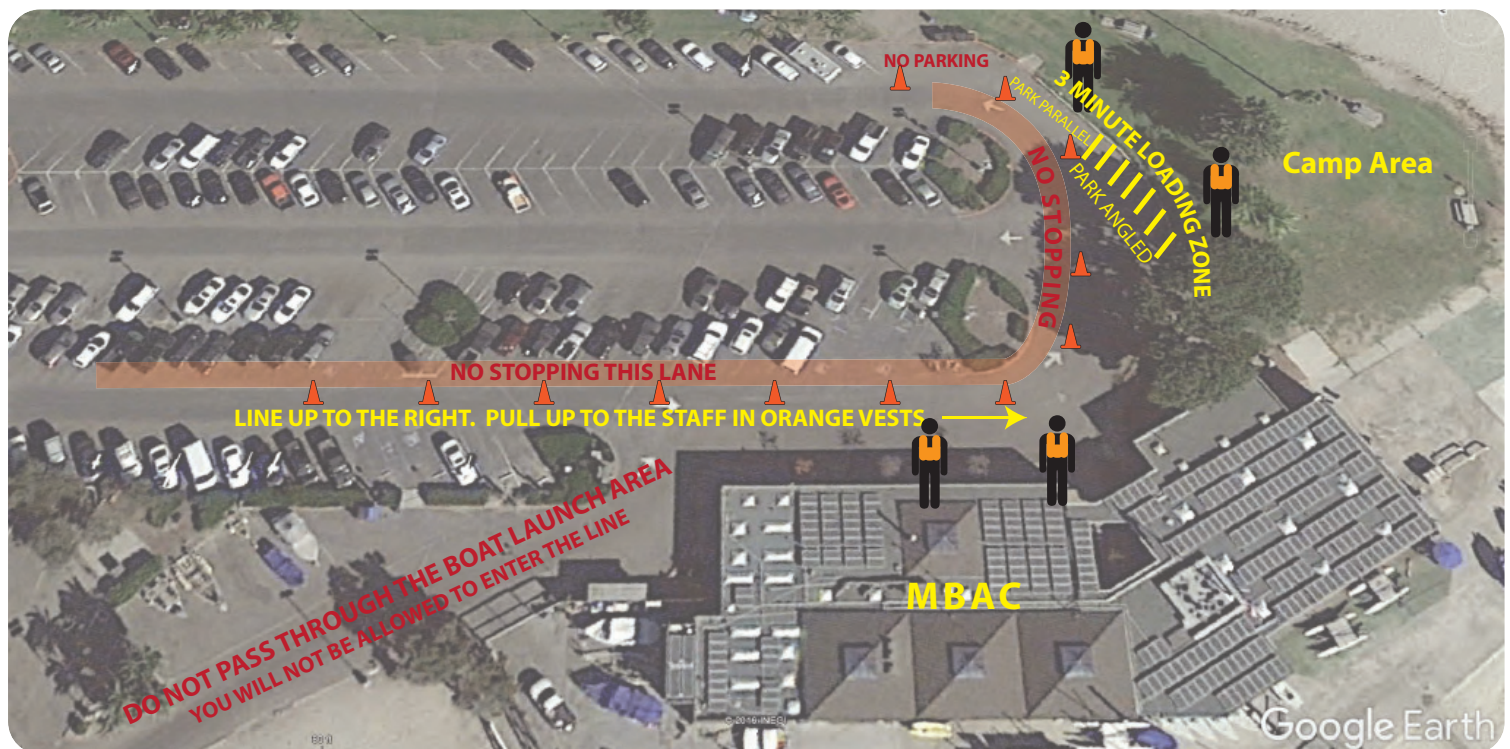 NO PARKING
PARK PARALLEL
3 MINUTE LOADING ZONE
Camp Area
NO STOPPING
PARK ANGLED
NO STOPPING THIS LANE
LINE UP TO THE RIGHT.  PULL UP TO THE STAFF IN ORANGE VESTS
DO NOT PASS THROUGH THE BOAT LAUNCH AREA
YOU WILL NOT BE ALLOWED TO ENTER THE LINE
MBAC
© 2016 INEGI
Google Earth